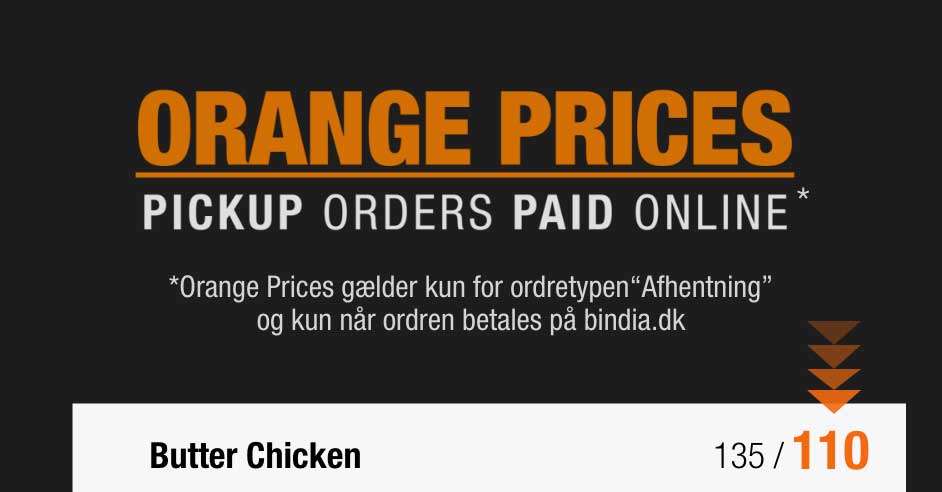 ORANGE PRICES
PICKUP ORDERS PAID ONLINE*
*Orange Prices gælder kun for ordretypen“Afhentning”
og kun når ordren betales på bindia.dk
Butter Chicken 135 / 110